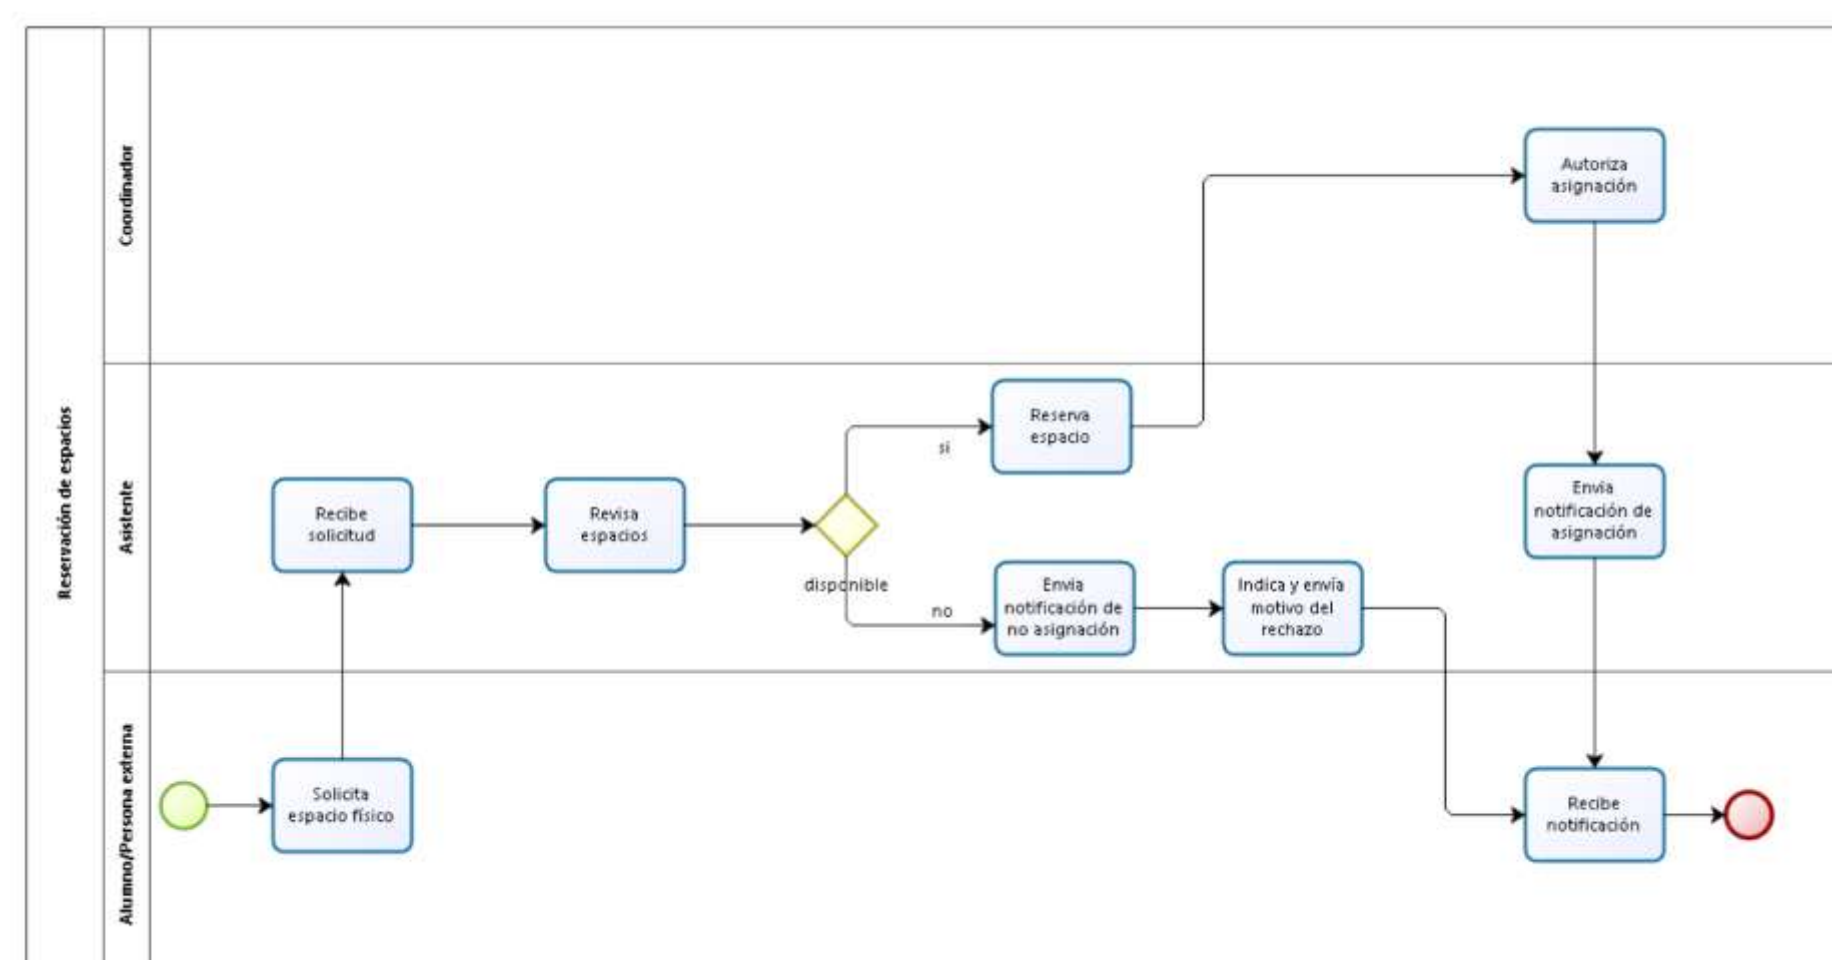 Reservación de espacios
Coordinador
Autoriza
asignación
Asistente
Recibe
solicitud
Revisa
espacios
disponible
si
Reserva
espacio
no
Envia
notificación de
no asignación
Indica y envía
motivo del
rechazo
Envia
notificación de
asignación
Alumno/Persona externa
Solicita
espacio físico
Recibe
notificación